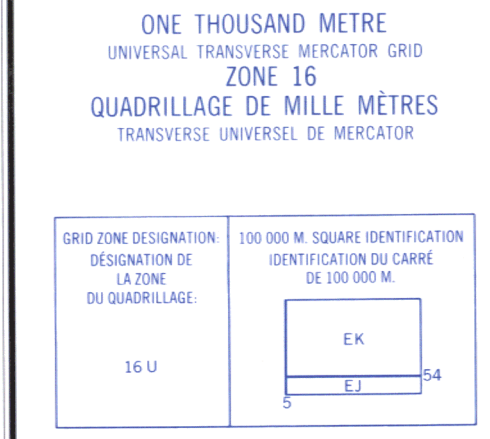 ONE THOUSAND METRE
UNIVERSAL TRANSVERSE MERCATOR GRID
ZONE 16
QUADRILLAGE DE MILLE MÈTRES
TRANSVERSE UNIVERSEL DE MERCATOR
GRID ZONE DESIGNATION:
DÉSIGNATION DE
LA ZONE
DU QUADRILLAGE:
16 U
100 000 M. SQUARE IDENTIFICATION
IDENTIFICATION DU CARRÉ
DE 100 000 M.
EK
EJ
54
5